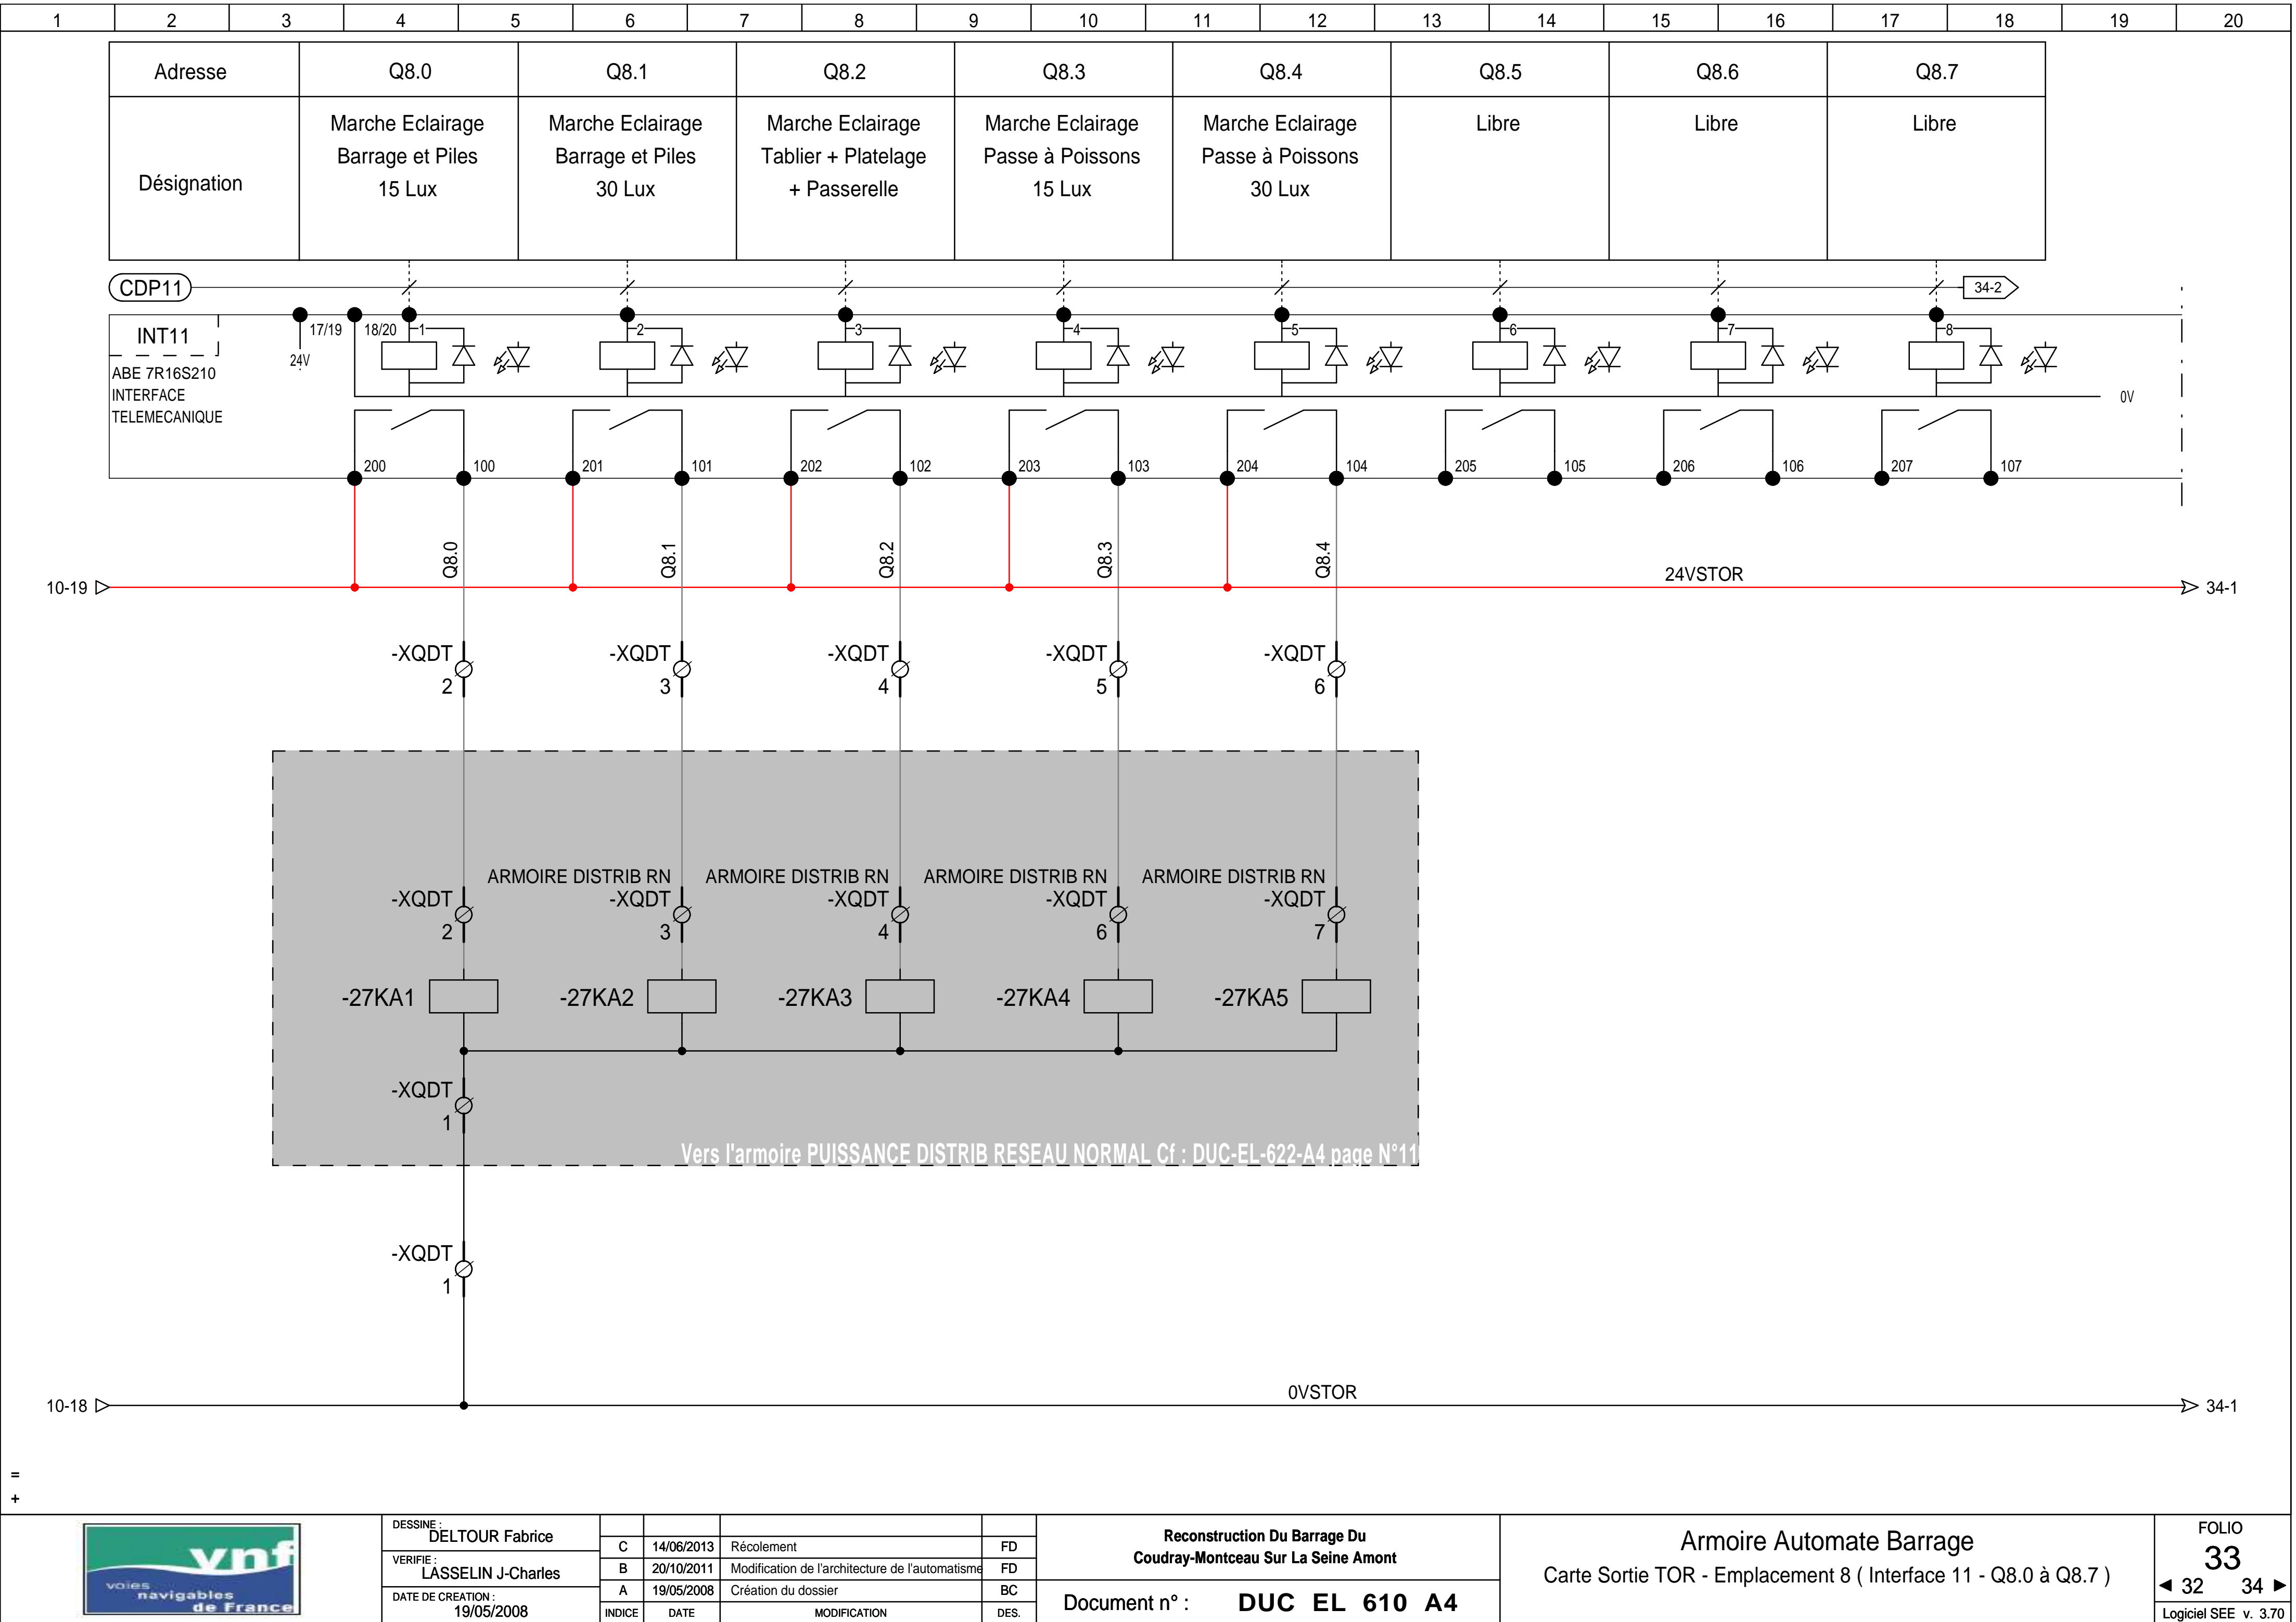 1 2 3 4 5 6 7 8 9 10 11 12 13 14 15 16 17 18 19 20
Adresse Q8.0 Q8.1 Q8.2 Q8.3 Q8.4 Q8.5 Q8.6 Q8.7
Désignation
Marche Eclairage
Barrage et Piles
15 Lux
Marche Eclairage
Barrage et Piles
30 Lux
Marche Eclairage
Tablier + Platelage
+ Passerelle
Marche Eclairage
Passe à Poissons
15 Lux
Marche Eclairage
Passe à Poissons
30 Lux
Libre
Libre
Libre
CDP11
34-2
INT11
ABE 7R16S210
INTERFACE
TELEMECANIQUE
17/19 18/20 1 2 3 4 5 6 7 8
24V
0V
200 100 201 101 202 102 203 103 204 104 205 105 206 106 207 107
Q8.0 Q8.1 Q8.2 Q8.3 Q8.4
10-19 24VSTOR 34-1
-XQDT -XQDT -XQDT -XQDT -XQDT
2 3 4 5 6
ARMOIRE DISTRIB RN ARMOIRE DISTRIB RN ARMOIRE DISTRIB RN ARMOIRE DISTRIB RN
-XQDT -XQDT -XQDT -XQDT -XQDT
2 3 4 6 7
-27KA1 -27KA2 -27KA3 -27KA4 -27KA5
-XQDT
1
Vers l'armoire PUISSANCE DISTRIB RESEAU NORMAL Cf : DUC-EL-622-A4 page N°11
-XQDT
1
10-18 0VSTOR 34-1
=
+
vnf
voies
navigables
de France
DESSINE :
DELTOUR Fabrice
VERIFIE :
LASSELIN J-Charles
DATE DE CREATION :
19/05/2008
C 14/06/2013 Récolement FD
B 20/10/2011 Modification de l'architecture de l'automatisme FD
A 19/05/2008 Création du dossier BC
INDICE DATE MODIFICATION DES.
Reconstruction Du Barrage Du
Coudray-Montceau Sur La Seine Amont
Document n° : DUC EL 610 A4
Armoire Automate Barrage
Carte Sortie TOR - Emplacement 8 ( Interface 11 - Q8.0 à Q8.7 )
FOLIO
33
◄ 32 34 ►
Logiciel SEE v. 3.70